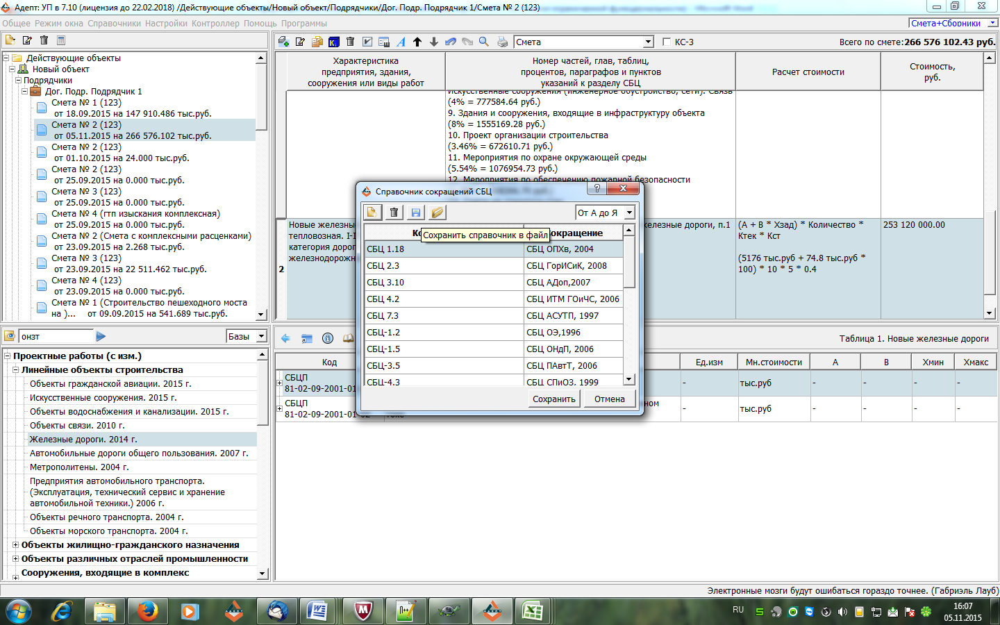 Адепт: УП в 7.10 (лицензия до 22.02.2018) /Действующие объекты/Новый объект/Подрядчики/Дог. Подр. Подрядчик 1/Смета № 2 (123)
Общее Режим окна Справочники Настройки Контроллер Помощь Программы
Смета+Сборники
Смета
КС-3
Всего по смете:266 576 102.43 руб.
Действующие объекты
Новый объект
Подрядчики
Дог. Подр. Подрядчик 1
Смета № 1 (123)
от 18.09.2015 на 147 910.486 тыс.руб.
Смета № 2 (123)
от 05.11.2015 на 266 576.102 тыс.руб.
Смета № 2 (123)
от 01.10.2015 на 24.000 тыс.руб.
Смета № 2 (123)
от 25.09.2015 на 0.000 тыс.руб.
Смета № 3 (123)
от 25.09.2015 на 0.000 тыс.руб.
Смета № 4 (гтп изыскания комплексная)
от 25.09.2015 на 0.000 тыс.руб.
Смета № 2 (Смета с комплексными расценками)
от 23.09.2015 на 2.268 тыс.руб.
Смета № 3 (123)
от 23.09.2015 на 22 511.462 тыс.руб.
Смета № 4 (123)
от 23.09.2015 на 0.000 тыс.руб.
Смета № 1 (Строительство пешеходного моста
на )... от 09.09.2015 на 541.689 тыс.руб.
Характеристика
предприятия, здания,
сооружения или виды работ
Номер частей, глав, таблиц,
процентов, параграфов и пунктов
указаний к разделу СБЦ
Расчет стоимости
Стоимость,
руб.
Искусственные сооружения (инженерное обустройство, сети). Связь
(4% = 777584.64 руб.)
9. Здания и сооружения, входящие в инфраструктуру объекта
(8% = 1555169.28 руб.)
10. Проект организации строительства
(3.46% = 672610.71 руб.)
11. Мероприятия по охране окружающей среды
(5.54% = 1076954.73 руб.)
12. Мероприятия по обеспечению пожарной безопасности
2
Новые железны
тепловозная. I-I
категория дорог
железнодорожн
железные дороги, п.1
(А + В * Хзад) * Количество *
Ктек * Кст
(5176 тыс.руб + 74.8 тыс.руб *
100) * 10 * 5 * 0.4
253 120 000.00
Справочник сокращений СБЦ
От А до Я
Ко
Сохранить справочник в файл
окращение
СБЦ 1.18 СБЦ ОПХв, 2004
СБЦ 2.3 СБЦ ГорИСиК, 2008
СБЦ 3.10 СБЦ АДоп,2007
СБЦ 4.2 СБЦ ИТМ ГОиЧС, 2006
СБЦ 7.3 СБЦ АСУТП, 1997
СБЦ-1.2 СБЦ ОЭ,1996
СБЦ-1.5 СБЦ ОНдП, 2006
СБЦ-3.5 СБЦ ПАвтТ, 2006
СБЦ-4.3 СБЦ СПиОЗ, 1999
Сохранить Отмена
онзт
Базы
Проектные работы (с изм.)
Линейные объекты строительства
Объекты гражданской авиации. 2015 г.
Искусственные сооружения. 2015 г.
Объекты водоснабжения и канализации. 2015 г.
Объекты связи. 2010 г.
Железные дороги. 2014 г.
Автомобильные дороги общего пользования. 2007 г.
Метрополитены. 2004 г.
Предприятия автомобильного транспорта.
(Эксплуатация, технический сервис и хранение
автомобильной техники.) 2006 г.
Объекты речного транспорта. 2004 г.
Объекты морского транспорта. 2004 г.
Объекты жилищно-гражданского назначения
Объекты различных отраслей промышленности
Сооружения, входящие в комплекс
Таблица 1. Новые железные дороги
Код Ед.изм Мн.стоимости А В Xмин Xмакс
СБЦП
81-02-09-2001-01
- тыс.руб - - - -
СБЦП
81-02-09-2001-01-02
ном
токе
- тыс.руб - - - -
Электронные мозги будут ошибаться гораздо точнее. (Габриэль Лауб)
RU
16:07
05.11.2015